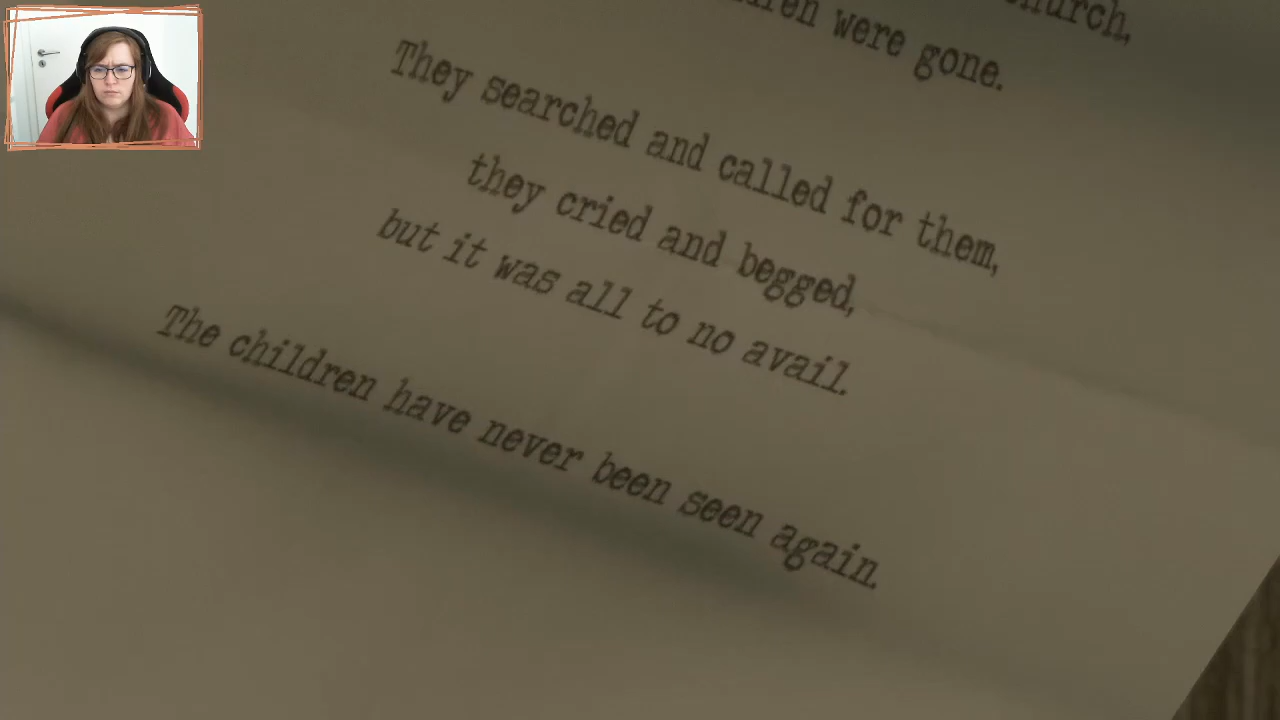 church,
were gone.
They searched and called for them,
they cried and begged,
but it was all to no avail.
The children have never been seen again.